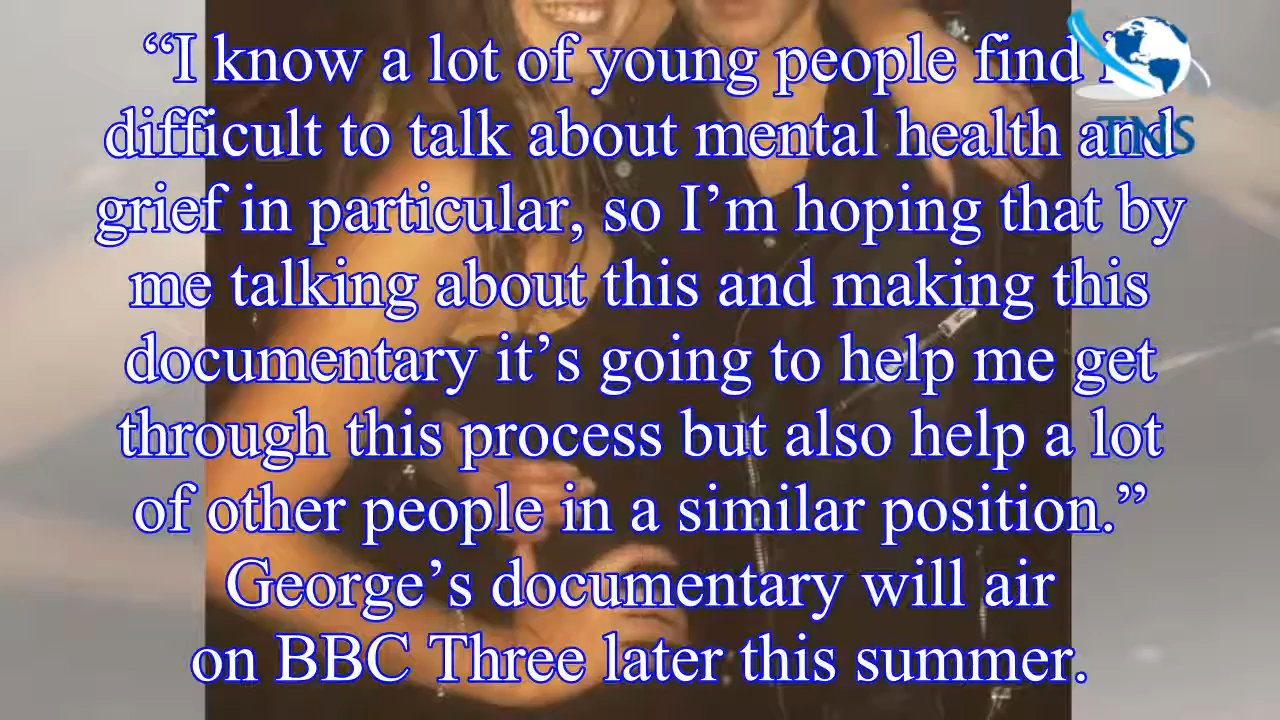 “I know a lot of young people find
difficult to talk about mental health and
grief in particular, so I’m hoping that by
me talking about this and making this
documentary it’s going to help me get
through this process but also help a lot
of other people in a similar position.”
George’s documentary will air
on BBC Three later this summer.
TNS